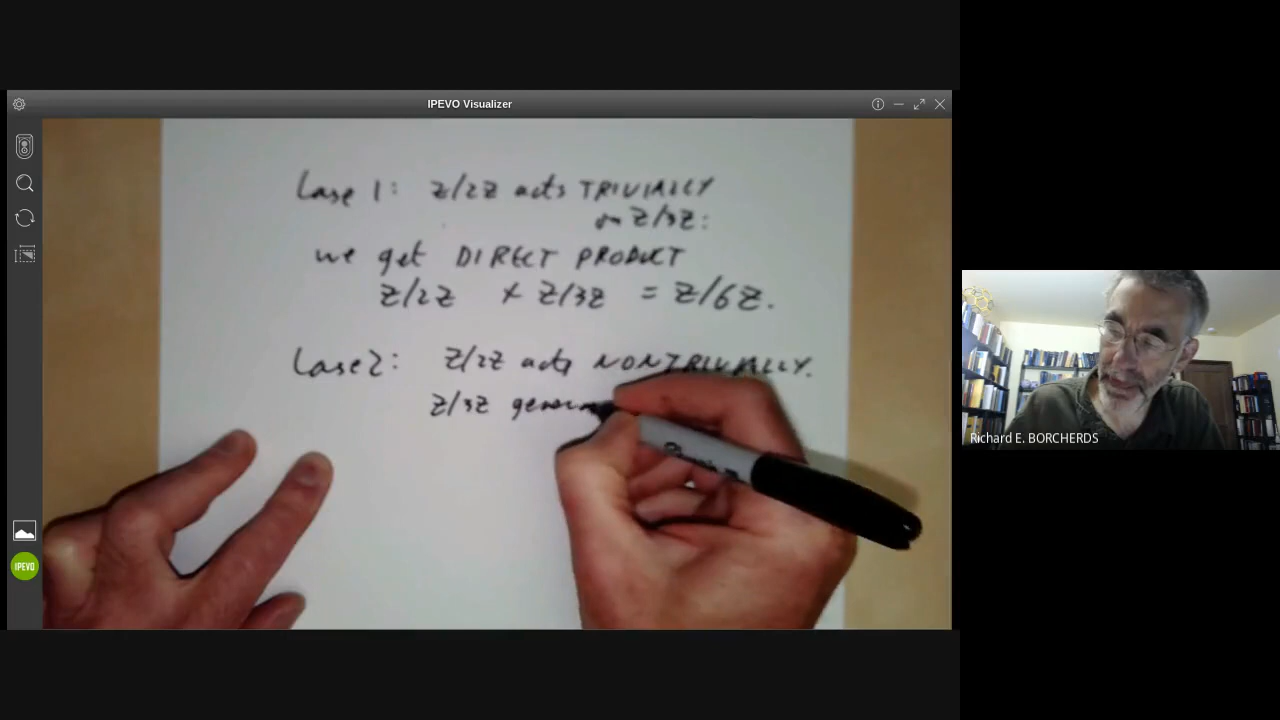 IPEVO Visualizer
Case 1: Z/2Z acts TRIVIALLY
on Z/3Z:
we get DIRECT PRODUCT
Z/2Z × Z/3Z = Z/6Z.
Case 2: Z/2Z acts NONTRIVIALLY.
Z/3Z
IPEVO
Richard E. BORCHERDS